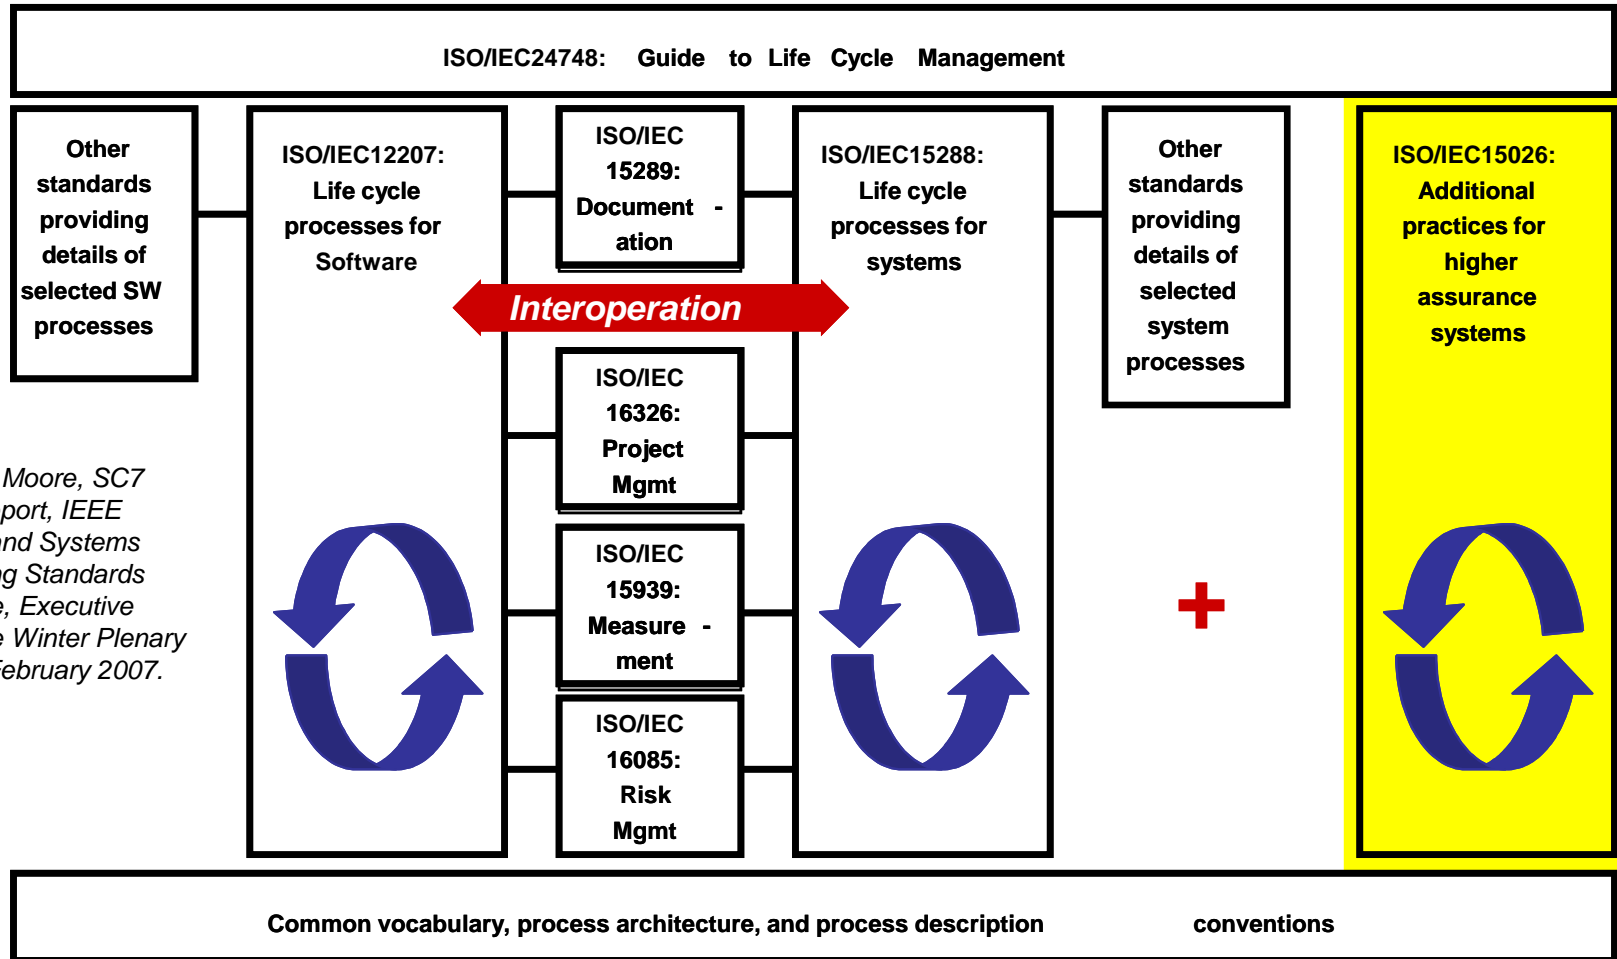 ISO/IEC24748: Guide to Life Cycle Management
Other
standards
providing
details of
selected SW
processes
ISO/IEC12207:
Life cycle
processes for
Software
ISO/IEC
15289:
Document -
ation
ISO/IEC15288:
Life cycle
processes for
systems
Other
standards
providing
details of
selected
system
processes
ISO/IEC15026:
Additional
practices for
higher
assurance
systems
Interoperation
ISO/IEC
16326:
Project
Mgmt
Moore, SC7
port, IEEE
and Systems
ng Standards
e, Executive
e Winter Plenary
February 2007.
ISO/IEC
15939:
Measure -
ment
+
ISO/IEC
16085:
Risk
Mgmt
Common vocabulary, process architecture, and process description conventions